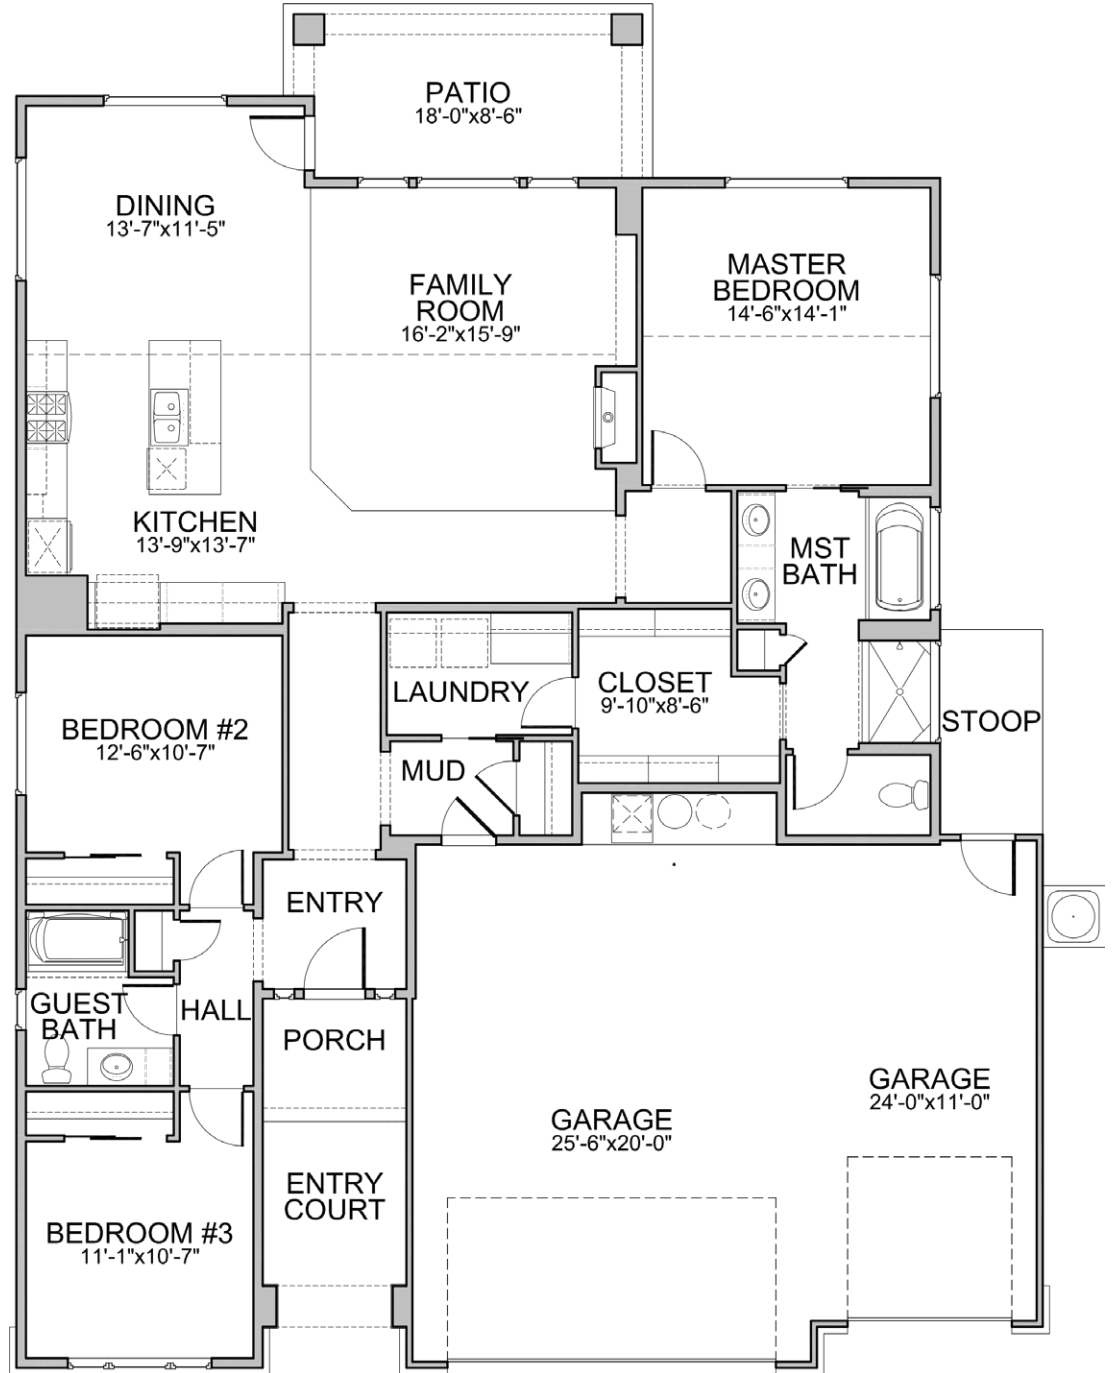 PATIO
18'-0"x8'-6"
DINING
13'-7"x11'-5"
FAMILY
ROOM
16'-2"x15'-9"
MASTER
BEDROOM
14'-6"x14'-1"
KITCHEN
13'-9"x13'-7"
MST
BATH
LAUNDRY
CLOSET
9'-10"x8'-6"
STOOP
BEDROOM #2
12'-6"x10'-7"
MUD
ENTRY
GUEST
BATH
HALL
PORCH
GARAGE
24'-0"x11'-0"
GARAGE
25'-6"x20'-0"
ENTRY
COURT
BEDROOM #3
11'-1"x10'-7"